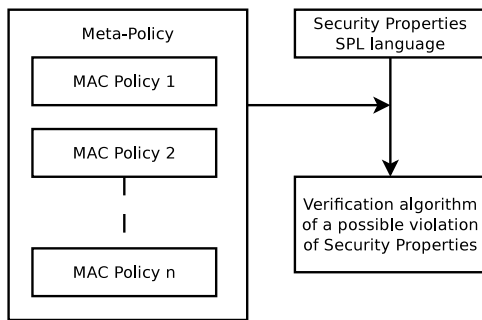 Meta-Policy
MAC Policy 1
MAC Policy 2
MAC Policy n
Security Properties
SPL language
Verification algorithm
of a possible violation
of Security Properties